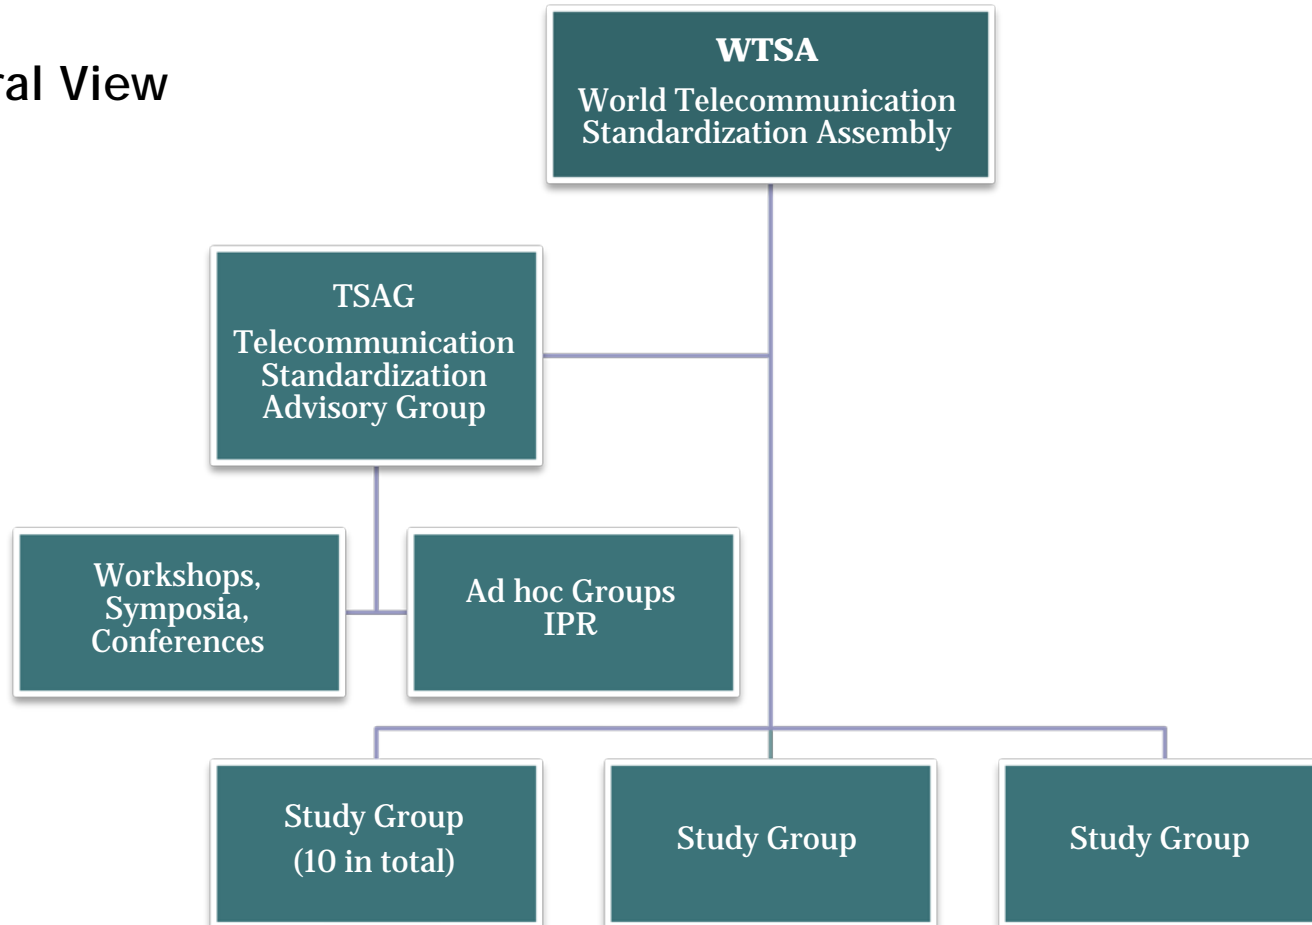 ral View
WTSA
World Telecommunication
Standardization Assembly
TSAG
Telecommunication
Standardization
Advisory Group
Workshops,
Symposia,
Conferences
Ad hoc Groups
IPR
Study Group
(10 in total)
Study Group
Study Group